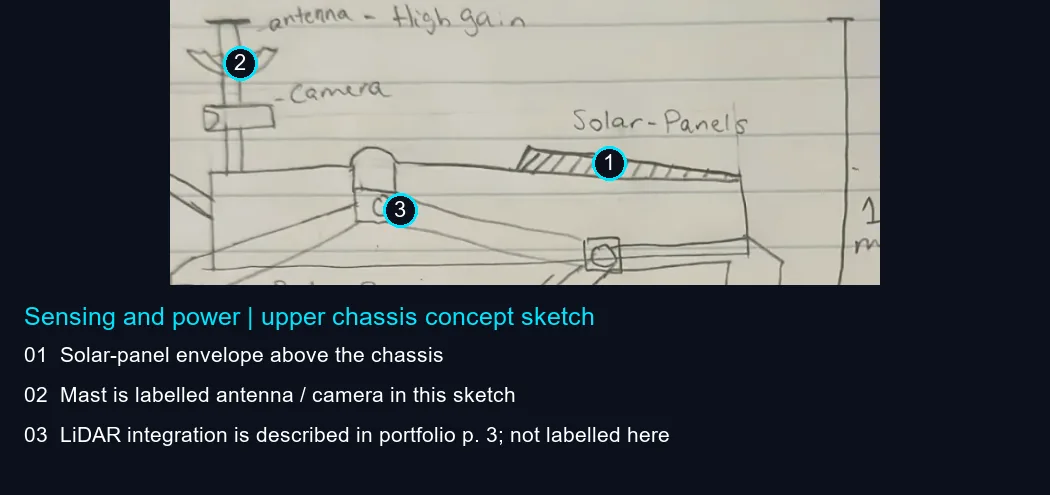 antenna - High gain
2
-Camera
Solar-Panels
1
3
1
m
Sensing and power | upper chassis concept sketch
01 Solar-panel envelope above the chassis
02 Mast is labelled antenna / camera in this sketch
03 LiDAR integration is described in portfolio p. 3; not labelled here